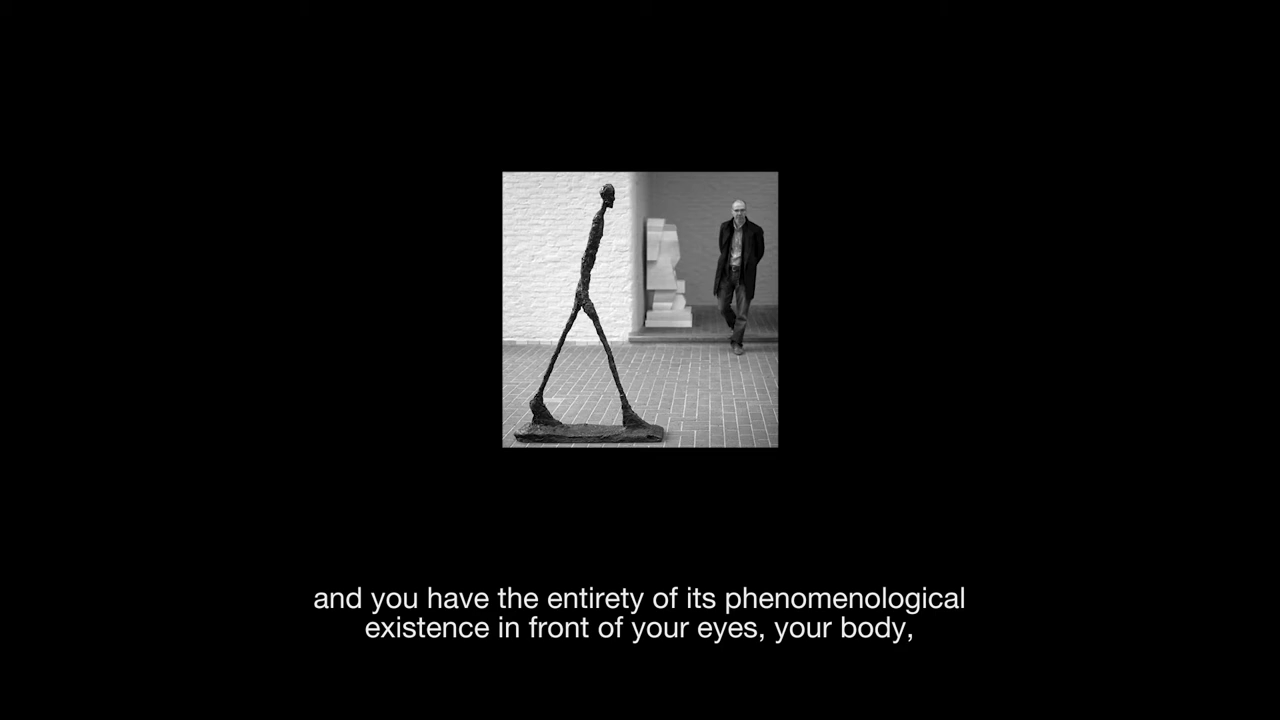 and you have the entirety of its phenomenological
existence in front of your eyes, your body,